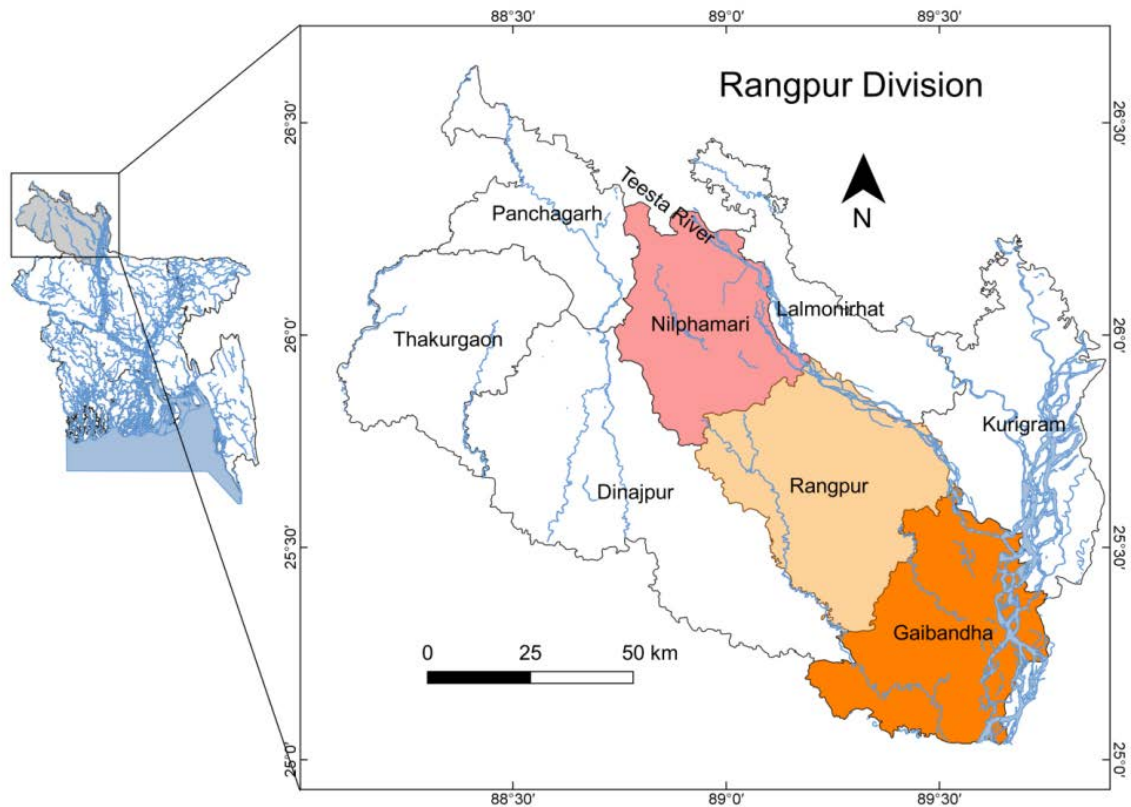 88°30' 89°0' 89°30'
Rangpur Division
26°30' 26°30'
N
Teesta River
Panchagarh
Lalmonirhat
Nilphamari
Thakurgaon
26°0' 26°0'
Kurigram
Rangpur
Dinajpur
25°30' 25°30'
Gaibandha
0 25 50 km
25°0' 25°0'
88°30' 89°0' 89°30'